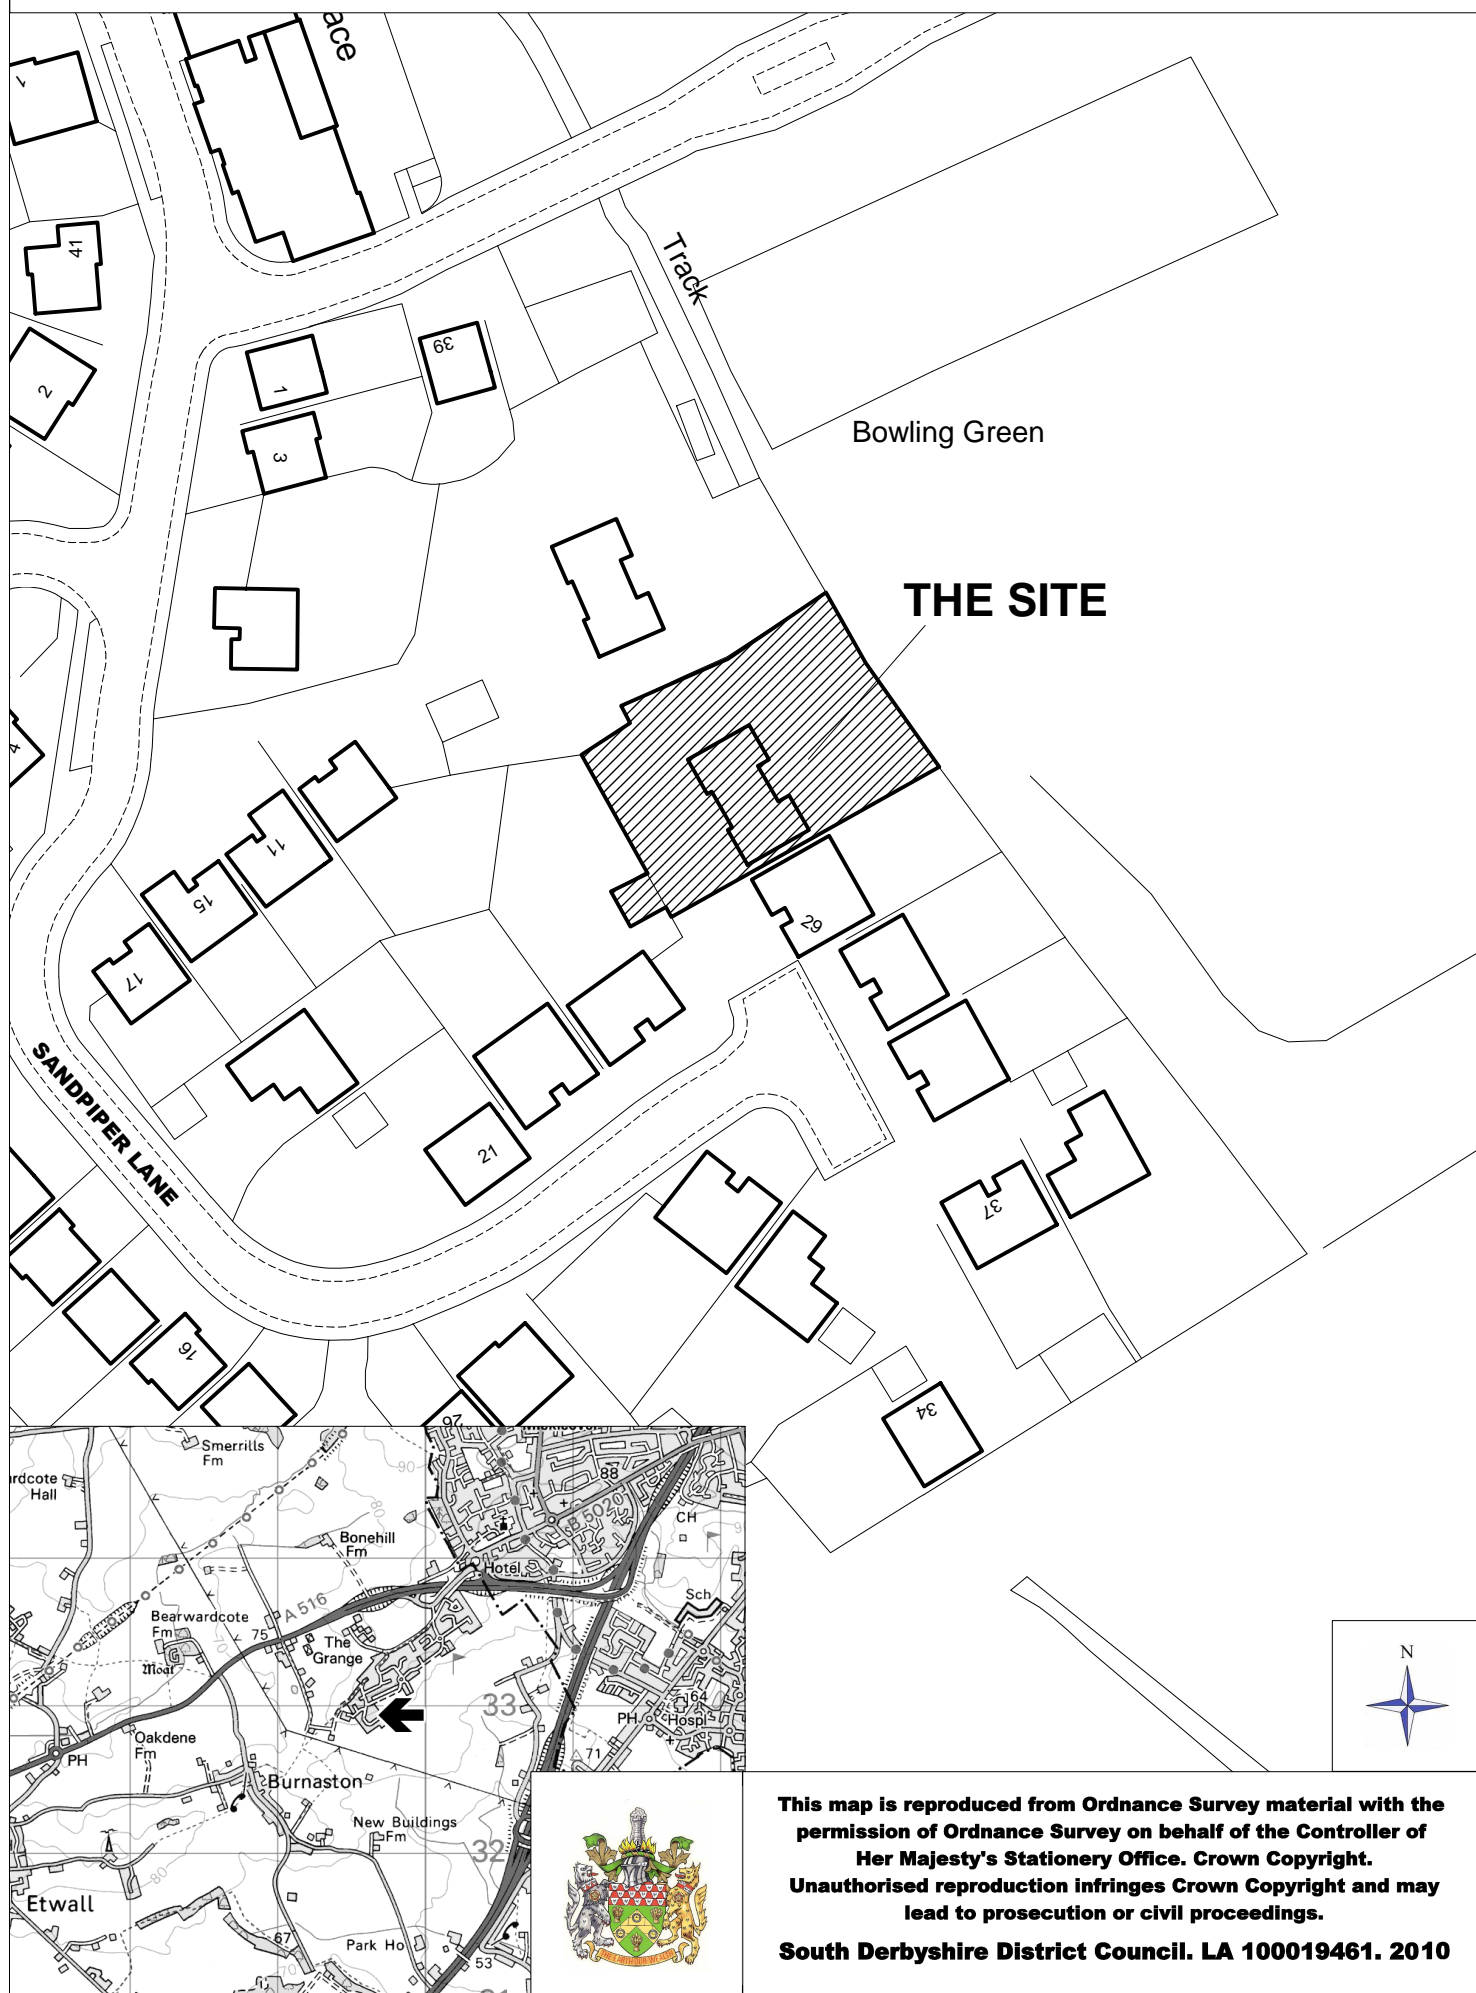 ace
1
41
2
Track
39
1
3
Bowling Green
THE SITE
4
11
15
17
29
SANDPIPER LANE
21
37
16
26
34
Smerrills
Fm
Hall
90
80
88
B 5020
CH
Bonehill
Fm
Hotel
Sch
A 516
Bearwardcote
Fm
75
70
The
Grange
Moat
33
64
PH
Hospl
Oakdene
Fm
71
PH
Burnaston
New Buildings
Fm
32
80
Etwall
67
Park Ho
53
70
N
This map is reproduced from Ordnance Survey material with the
permission of Ordnance Survey on behalf of the Controller of
Her Majesty's Stationery Office. Crown Copyright.
Unauthorised reproduction infringes Crown Copyright and may
lead to prosecution or civil proceedings.
South Derbyshire District Council. LA 100019461. 2010